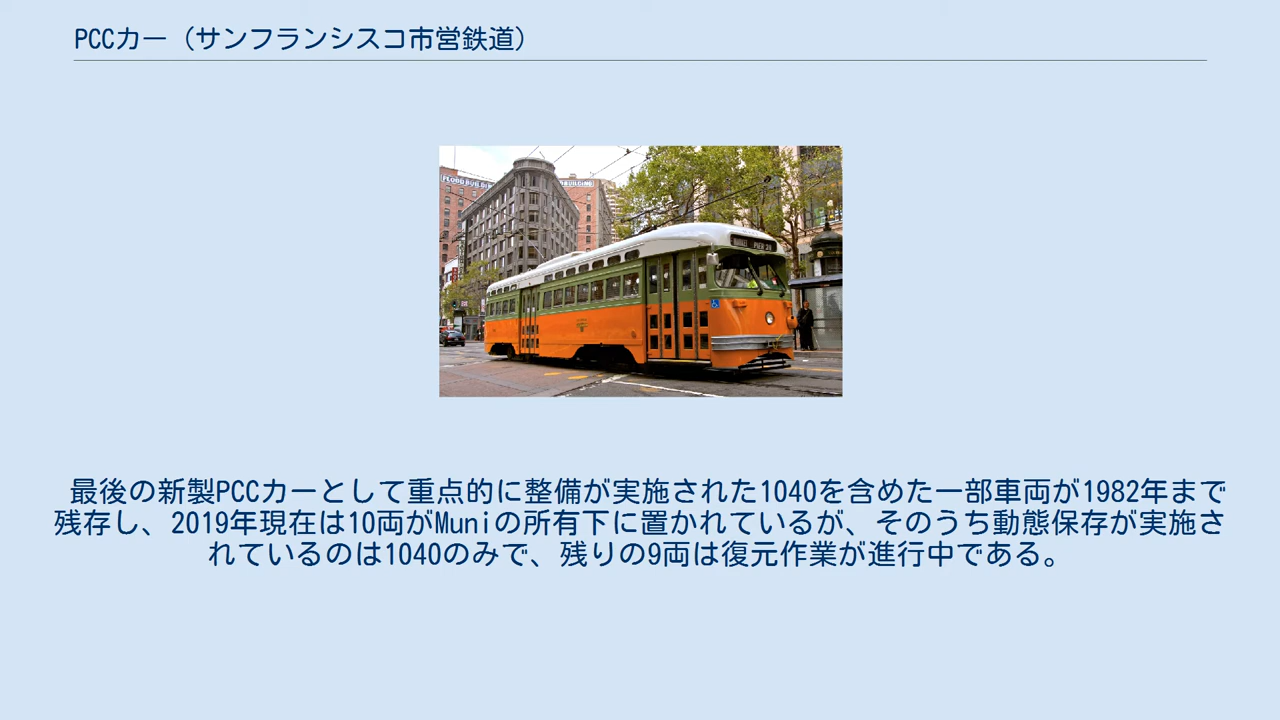 PCCカー（サンフランシスコ市営鉄道）
FLOOD BUILDING
BUILDING
PIER 39
最後の新製PCCカーとして重点的に整備が実施された1040を含めた一部車両が1982年まで
残存し、2019年現在は10両がMuniの所有下に置かれているが、そのうち動態保存が実施さ
れているのは1040のみで、残りの9両は復元作業が進行中である。